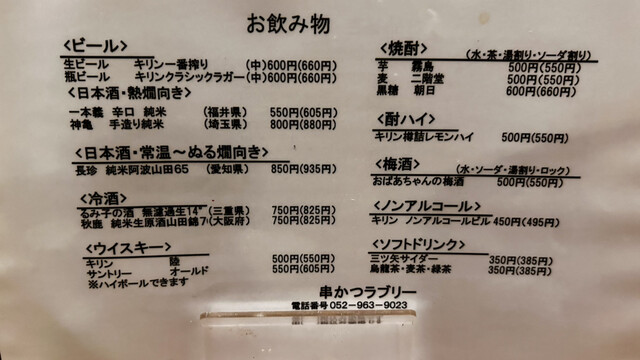 お飲み物
<ビール>
生ビール キリン一番搾り (中)600円(660円)
瓶ビール キリンクラシックラガー(中)600円(660円)
<日本酒・熱燗向き>
一本義 辛口 純米 (福井県) 550円(605円)
神亀 手造り純米 (埼玉県) 800円(880円)
<日本酒・常温～ぬる燗向き>
長珍 純米阿波山田65 (愛知県) 850円(935円)
<冷酒>
るみ子の酒 無濾過生14°(三重県) 750円(825円)
秋鹿 純米生原酒山田錦7(大阪府) 750円(825円)
<ウイスキー>
キリン 陸 500円(550円)
サントリー オールド 550円(605円)
※ハイボールできます
<焼酎> (水・茶・湯割り・ソーダ割り)
芋 霧島 500円(550円)
麦 二階堂 500円(550円)
黒糖 朝日 600円(660円)
<酎ハイ>
キリン樽詰レモンハイ 500円(550円)
<梅酒> (水・ソーダ・湯割り・ロック)
おばあちゃんの梅酒 500円(550円)
<ノンアルコール>
キリン ノンアルコールビル 450円(495円)
<ソフトドリンク>
三ツ矢サイダー 350円(385円)
烏龍茶・麦茶・緑茶 350円(385円)
串かつラブリー
電話番号 052-963-9023